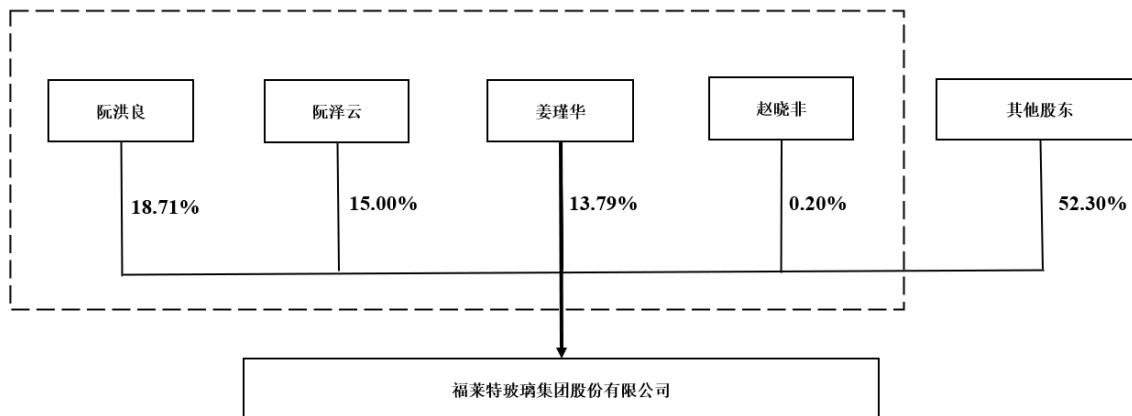 阮洪良
阮泽云
姜瑾华
赵晓非
其他股东
18.71%
15.00%
13.79%
0.20%
52.30%
福莱特玻璃集团股份有限公司